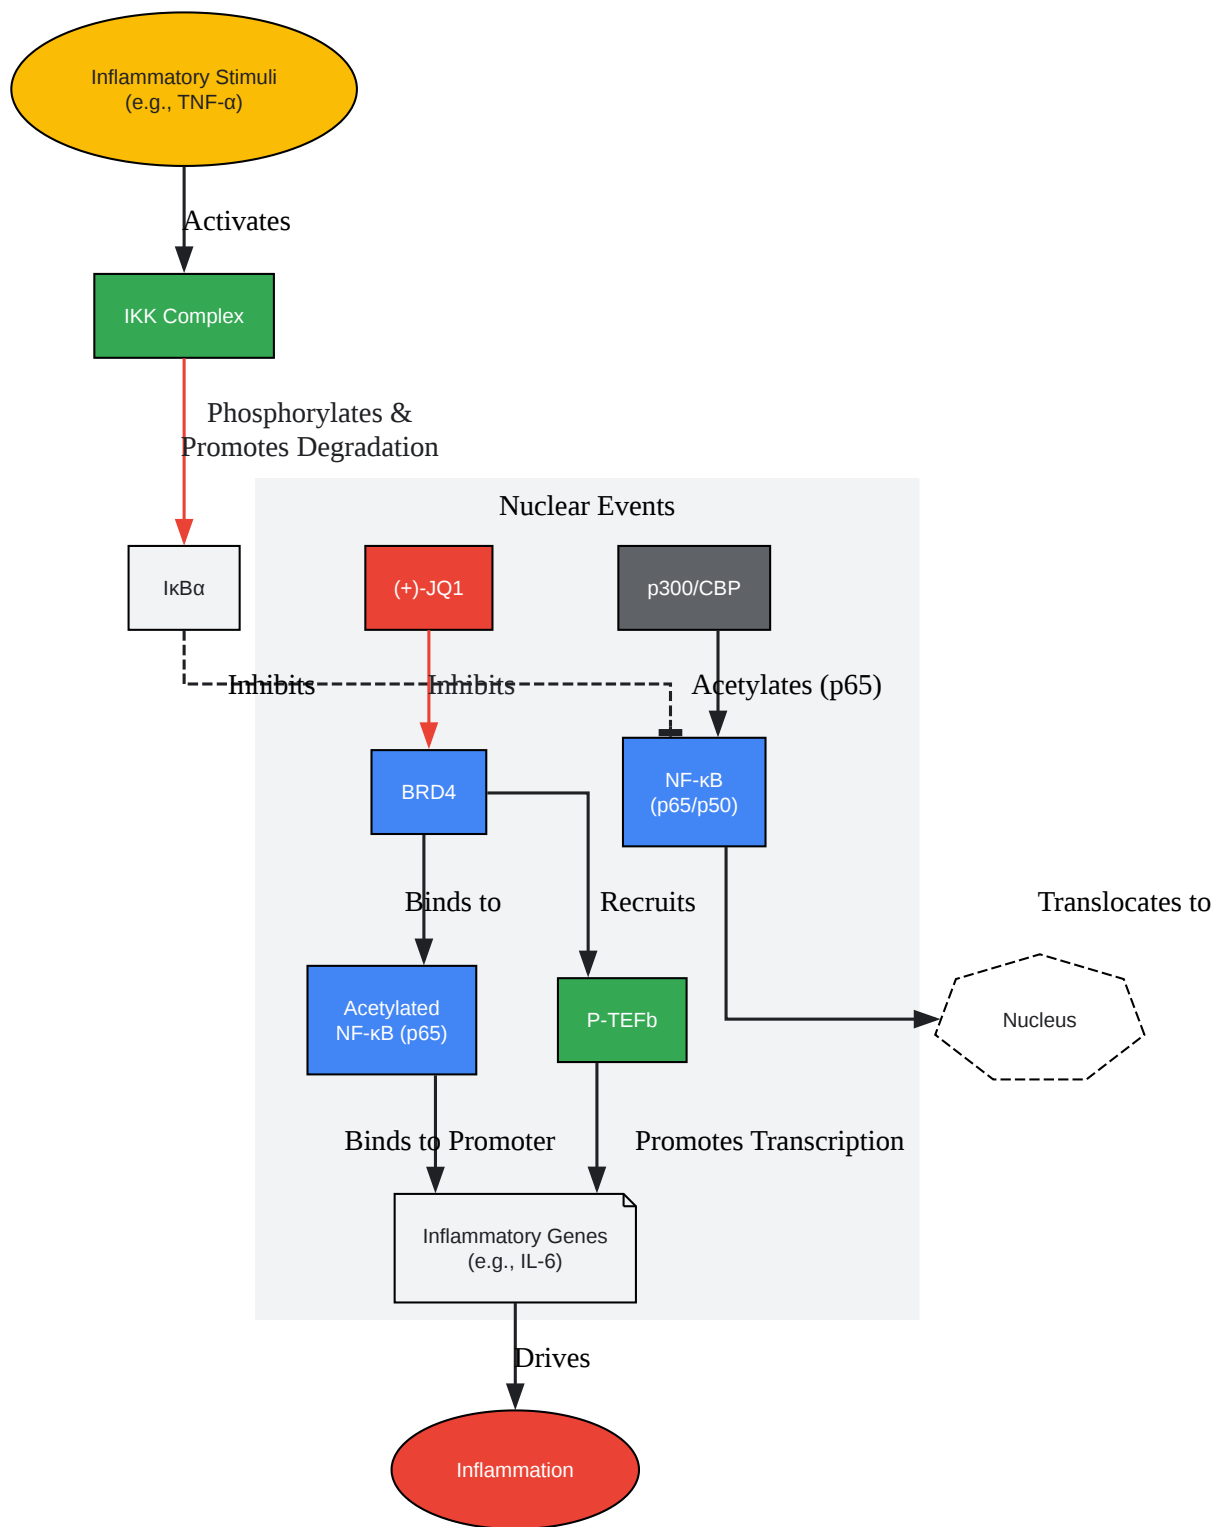 Inflammatory Stimuli
(e.g., TNF-α)
Activates
IKK Complex
Phosphorylates &
Promotes Degradation
Nuclear Events
IκBα
(+)-JQ1
p300/CBP
Inhibits
Inhibits
Acetylates (p65)
BRD4
NF-κB
(p65/p50)
Binds to
Recruits
Translocates to
Acetylated
NF-κB (p65)
P-TEFb
Nucleus
Binds to Promoter
Promotes Transcription
Inflammatory Genes
(e.g., IL-6)
Drives
Inflammation